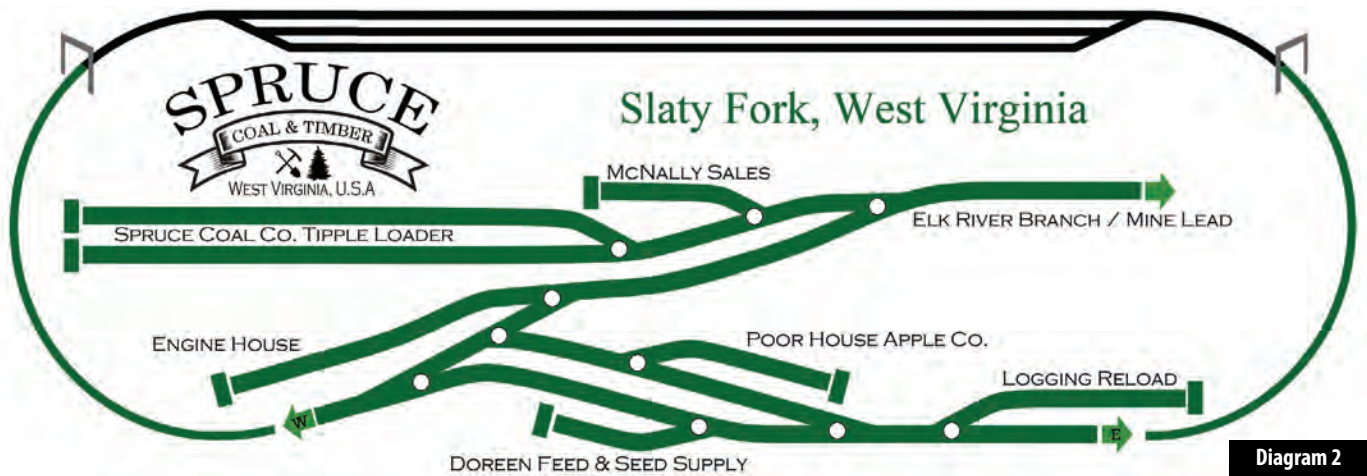 SPRUCE
COAL & TIMBER
WEST VIRGINIA, U.S.A
Slaty Fork, West Virginia
MCNALLY SALES
ELK RIVER BRANCH / MINE LEAD
SPRUCE COAL CO. TIPPLE LOADER
ENGINE HOUSE
POOR HOUSE APPLE CO.
LOGGING RELOAD
W
E
DOREEN FEED & SEED SUPPLY
Diagram 2